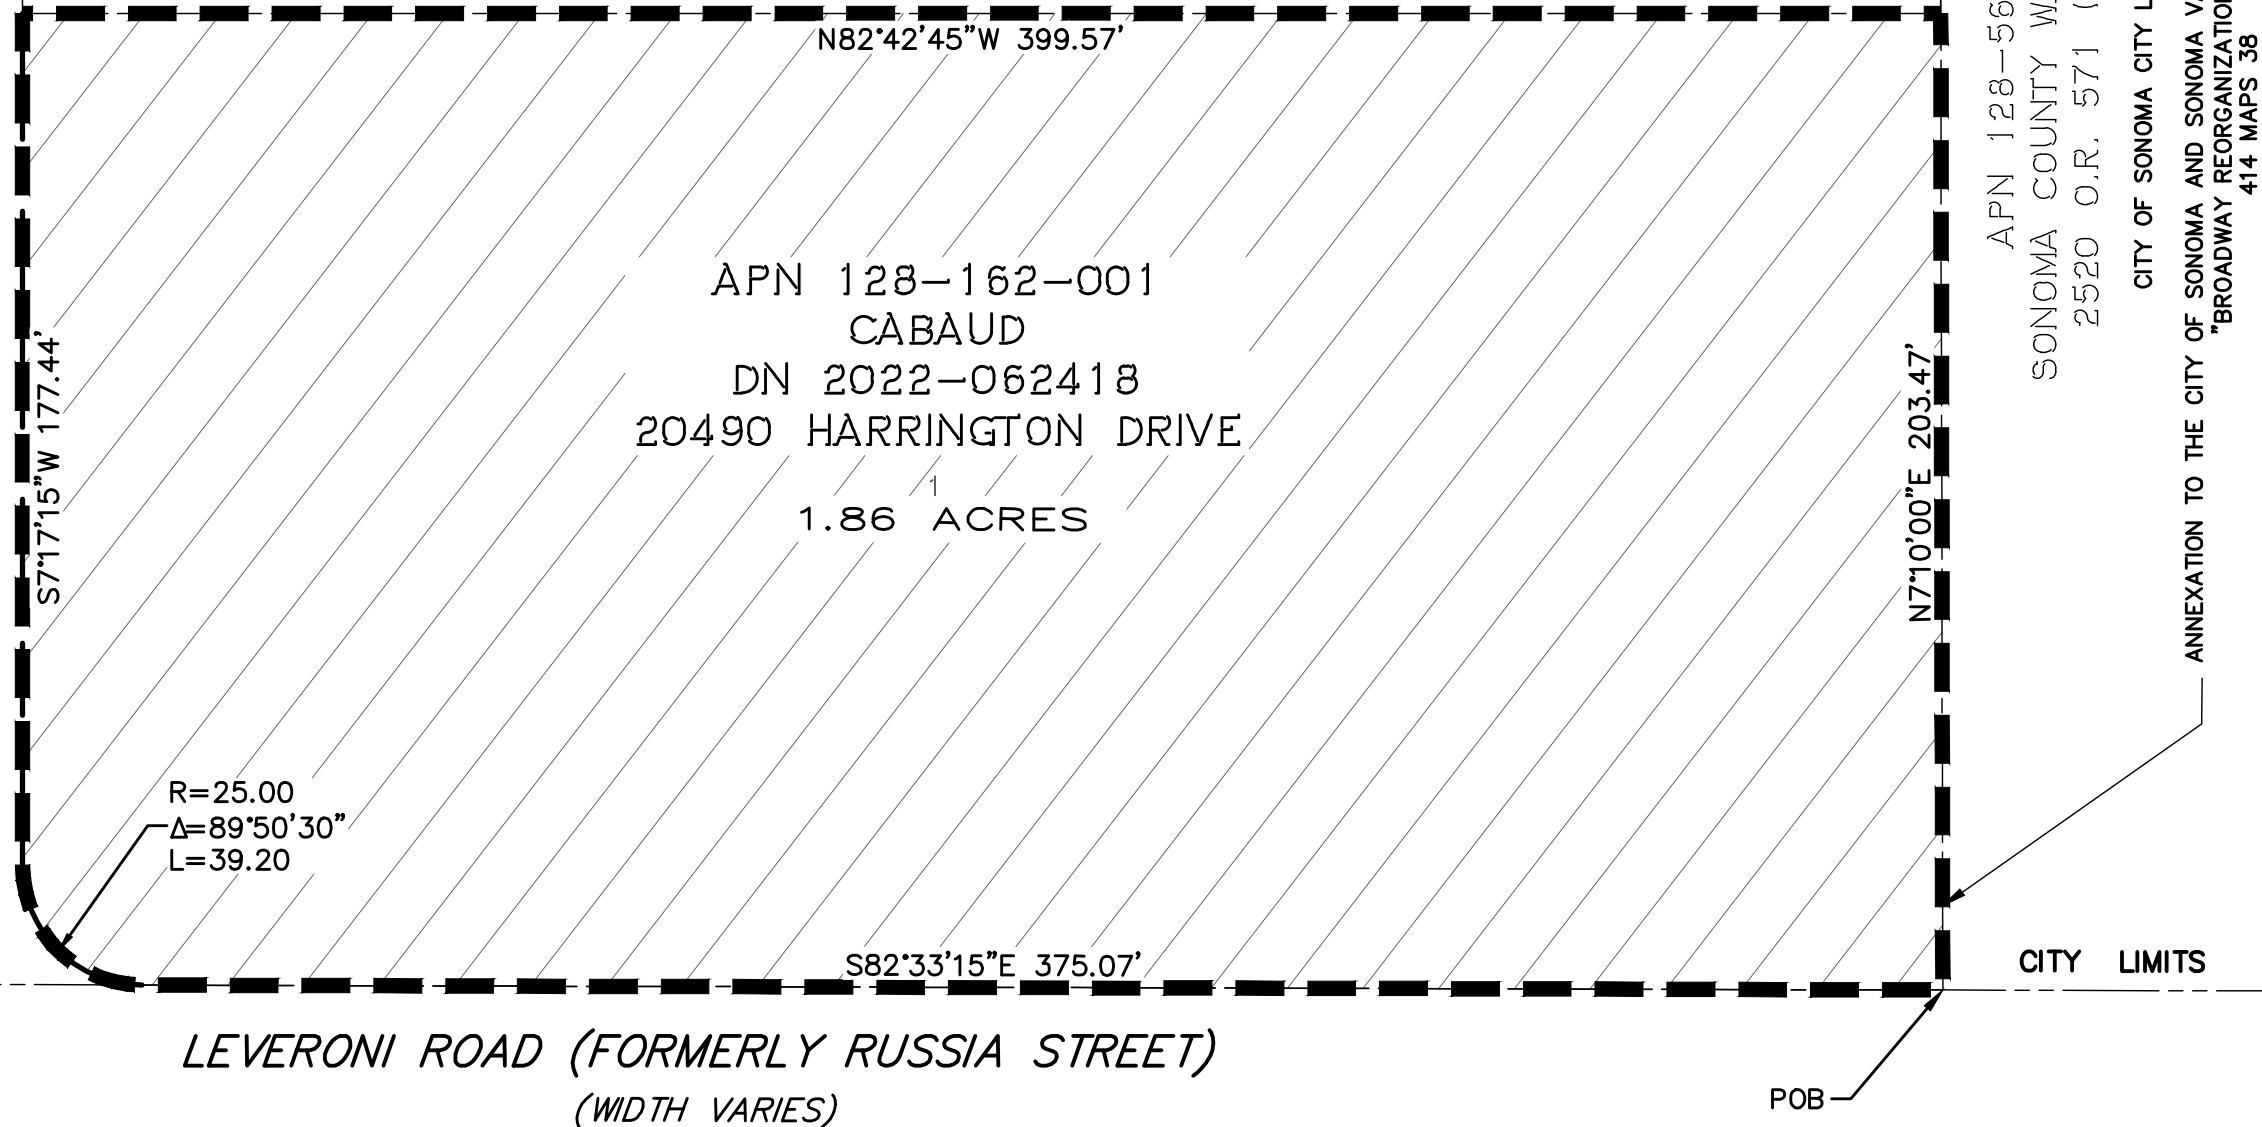 N82°42'45"W 399.57'
APN 128-162-001
CABAUD
DN 2022-062418
20490 HARRINGTON DRIVE
1
1.86 ACRES
S7°17'15"W 177.44'
N7°10'00"E 203.47'
R=25.00
Δ=89°50'30"
L=39.20
S82°33'15"E 375.07'
LEVERONI ROAD (FORMERLY RUSSIA STREET)
(WIDTH VARIES)
POB
CITY LIMITS
APN 128-56
SONOMA COUNTY
2520 O.R. 571 (
CITY OF SONOMA CITY
ANNEXATION TO THE CITY OF SONOMA AND SONOMA
"BROADWAY REORGANIZATION
414 MAPS 38